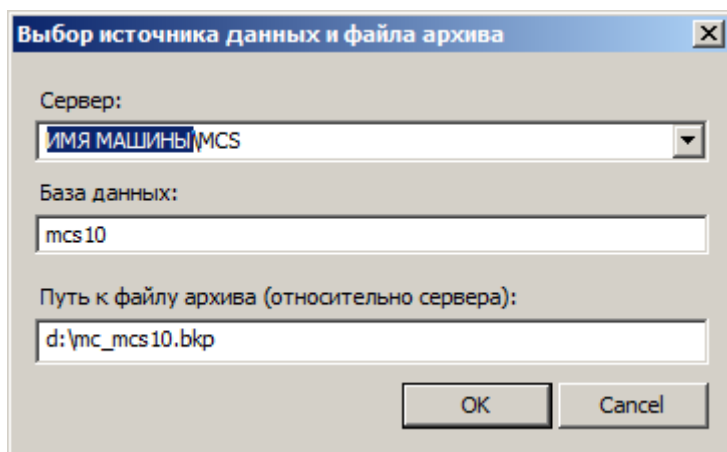 Выбор источника данных и файла архива
Сервер:
ИМЯ МАШИНЫ\MCS
База данных:
mcs10
Путь к файлу архива (относительно сервера):
d:\mc_mcs10.bkp
OK Cancel